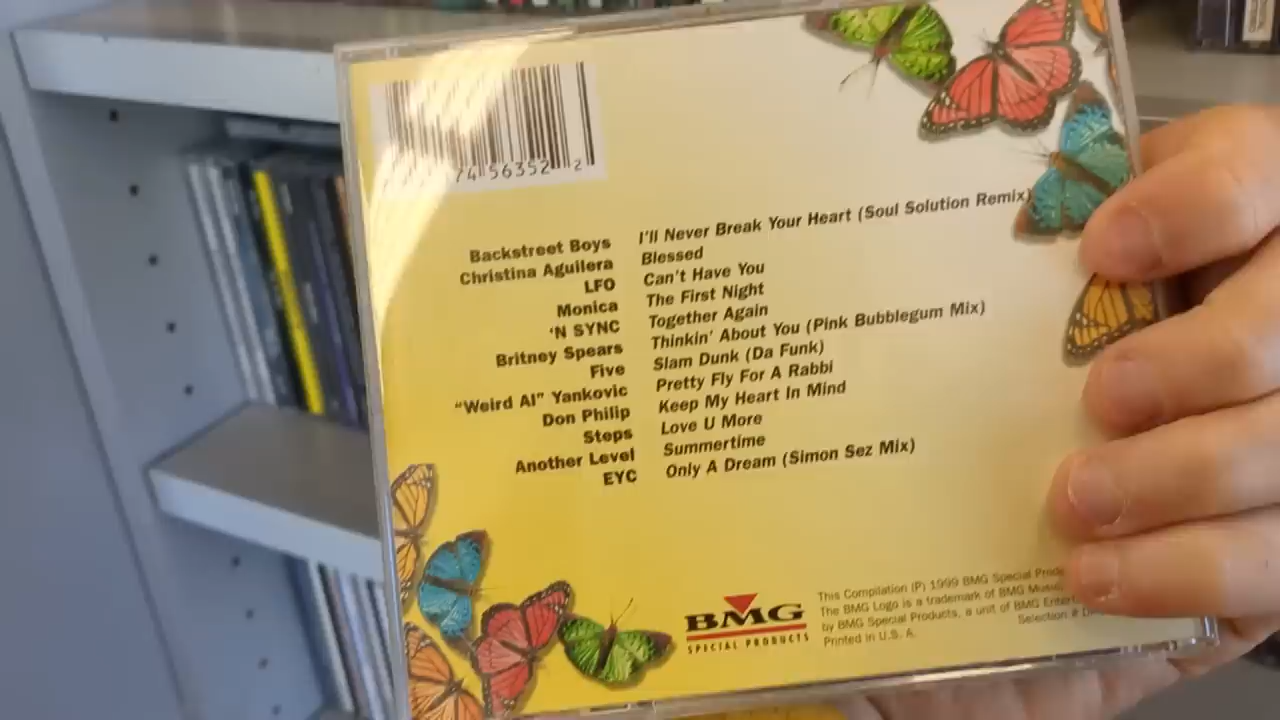 74 56352 2
Backstreet Boys I'll Never Break Your Heart (Soul Solution Remix)
Christina Aguilera Blessed
LFO Can't Have You
Monica The First Night
'N SYNC Together Again
Britney Spears Thinkin' About You (Pink Bubblegum Mix)
Five Slam Dunk (Da Funk)
"Weird Al" Yankovic Pretty Fly For A Rabbi
Don Philip Keep My Heart In Mind
Steps Love U More
Another Level Summertime
EYC Only A Dream (Simon Sez Mix)
BMG
SPECIAL PRODUCTS
This Compilation (P) 1999 BMG Special
The BMG Logo is a trademark of BMG
by BMG Special Products, a unit of BMG
Selection #
Printed in U. S. A.